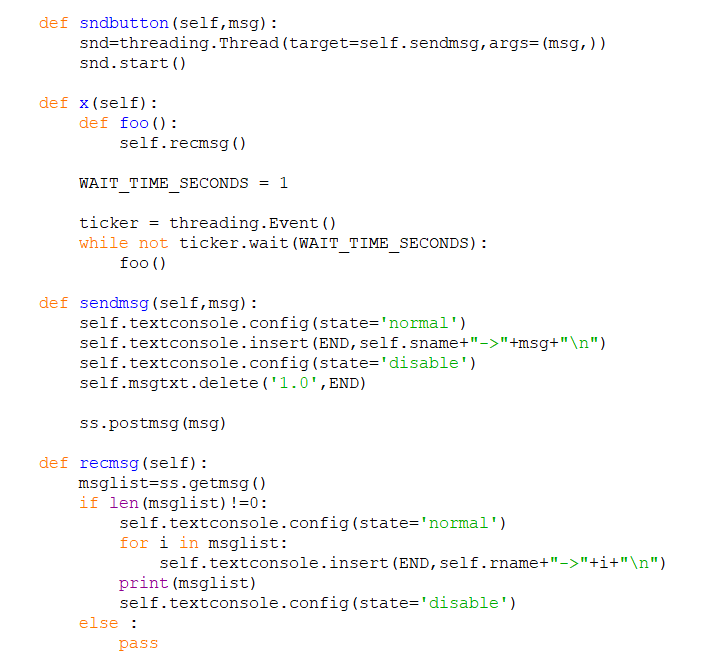 def sndbutton(self,msg):
    snd=threading.Thread(target=self.sendmsg,args=(msg,))
    snd.start()

def x(self):
    def foo():
        self.recmsg()

    WAIT_TIME_SECONDS = 1

    ticker = threading.Event()
    while not ticker.wait(WAIT_TIME_SECONDS):
        foo()

def sendmsg(self,msg):
    self.textconsole.config(state='normal')
    self.textconsole.insert(END,self.sname+"->"+msg+"\n")
    self.textconsole.config(state='disable')
    self.msgtxt.delete('1.0',END)

    ss.postmsg(msg)

def recmsg(self):
    msglist=ss.getmsg()
    if len(msglist)!=0:
        self.textconsole.config(state='normal')
        for i in msglist:
            self.textconsole.insert(END,self.rname+"->"+i+"\n")
        print(msglist)
        self.textconsole.config(state='disable')
    else :
        pass